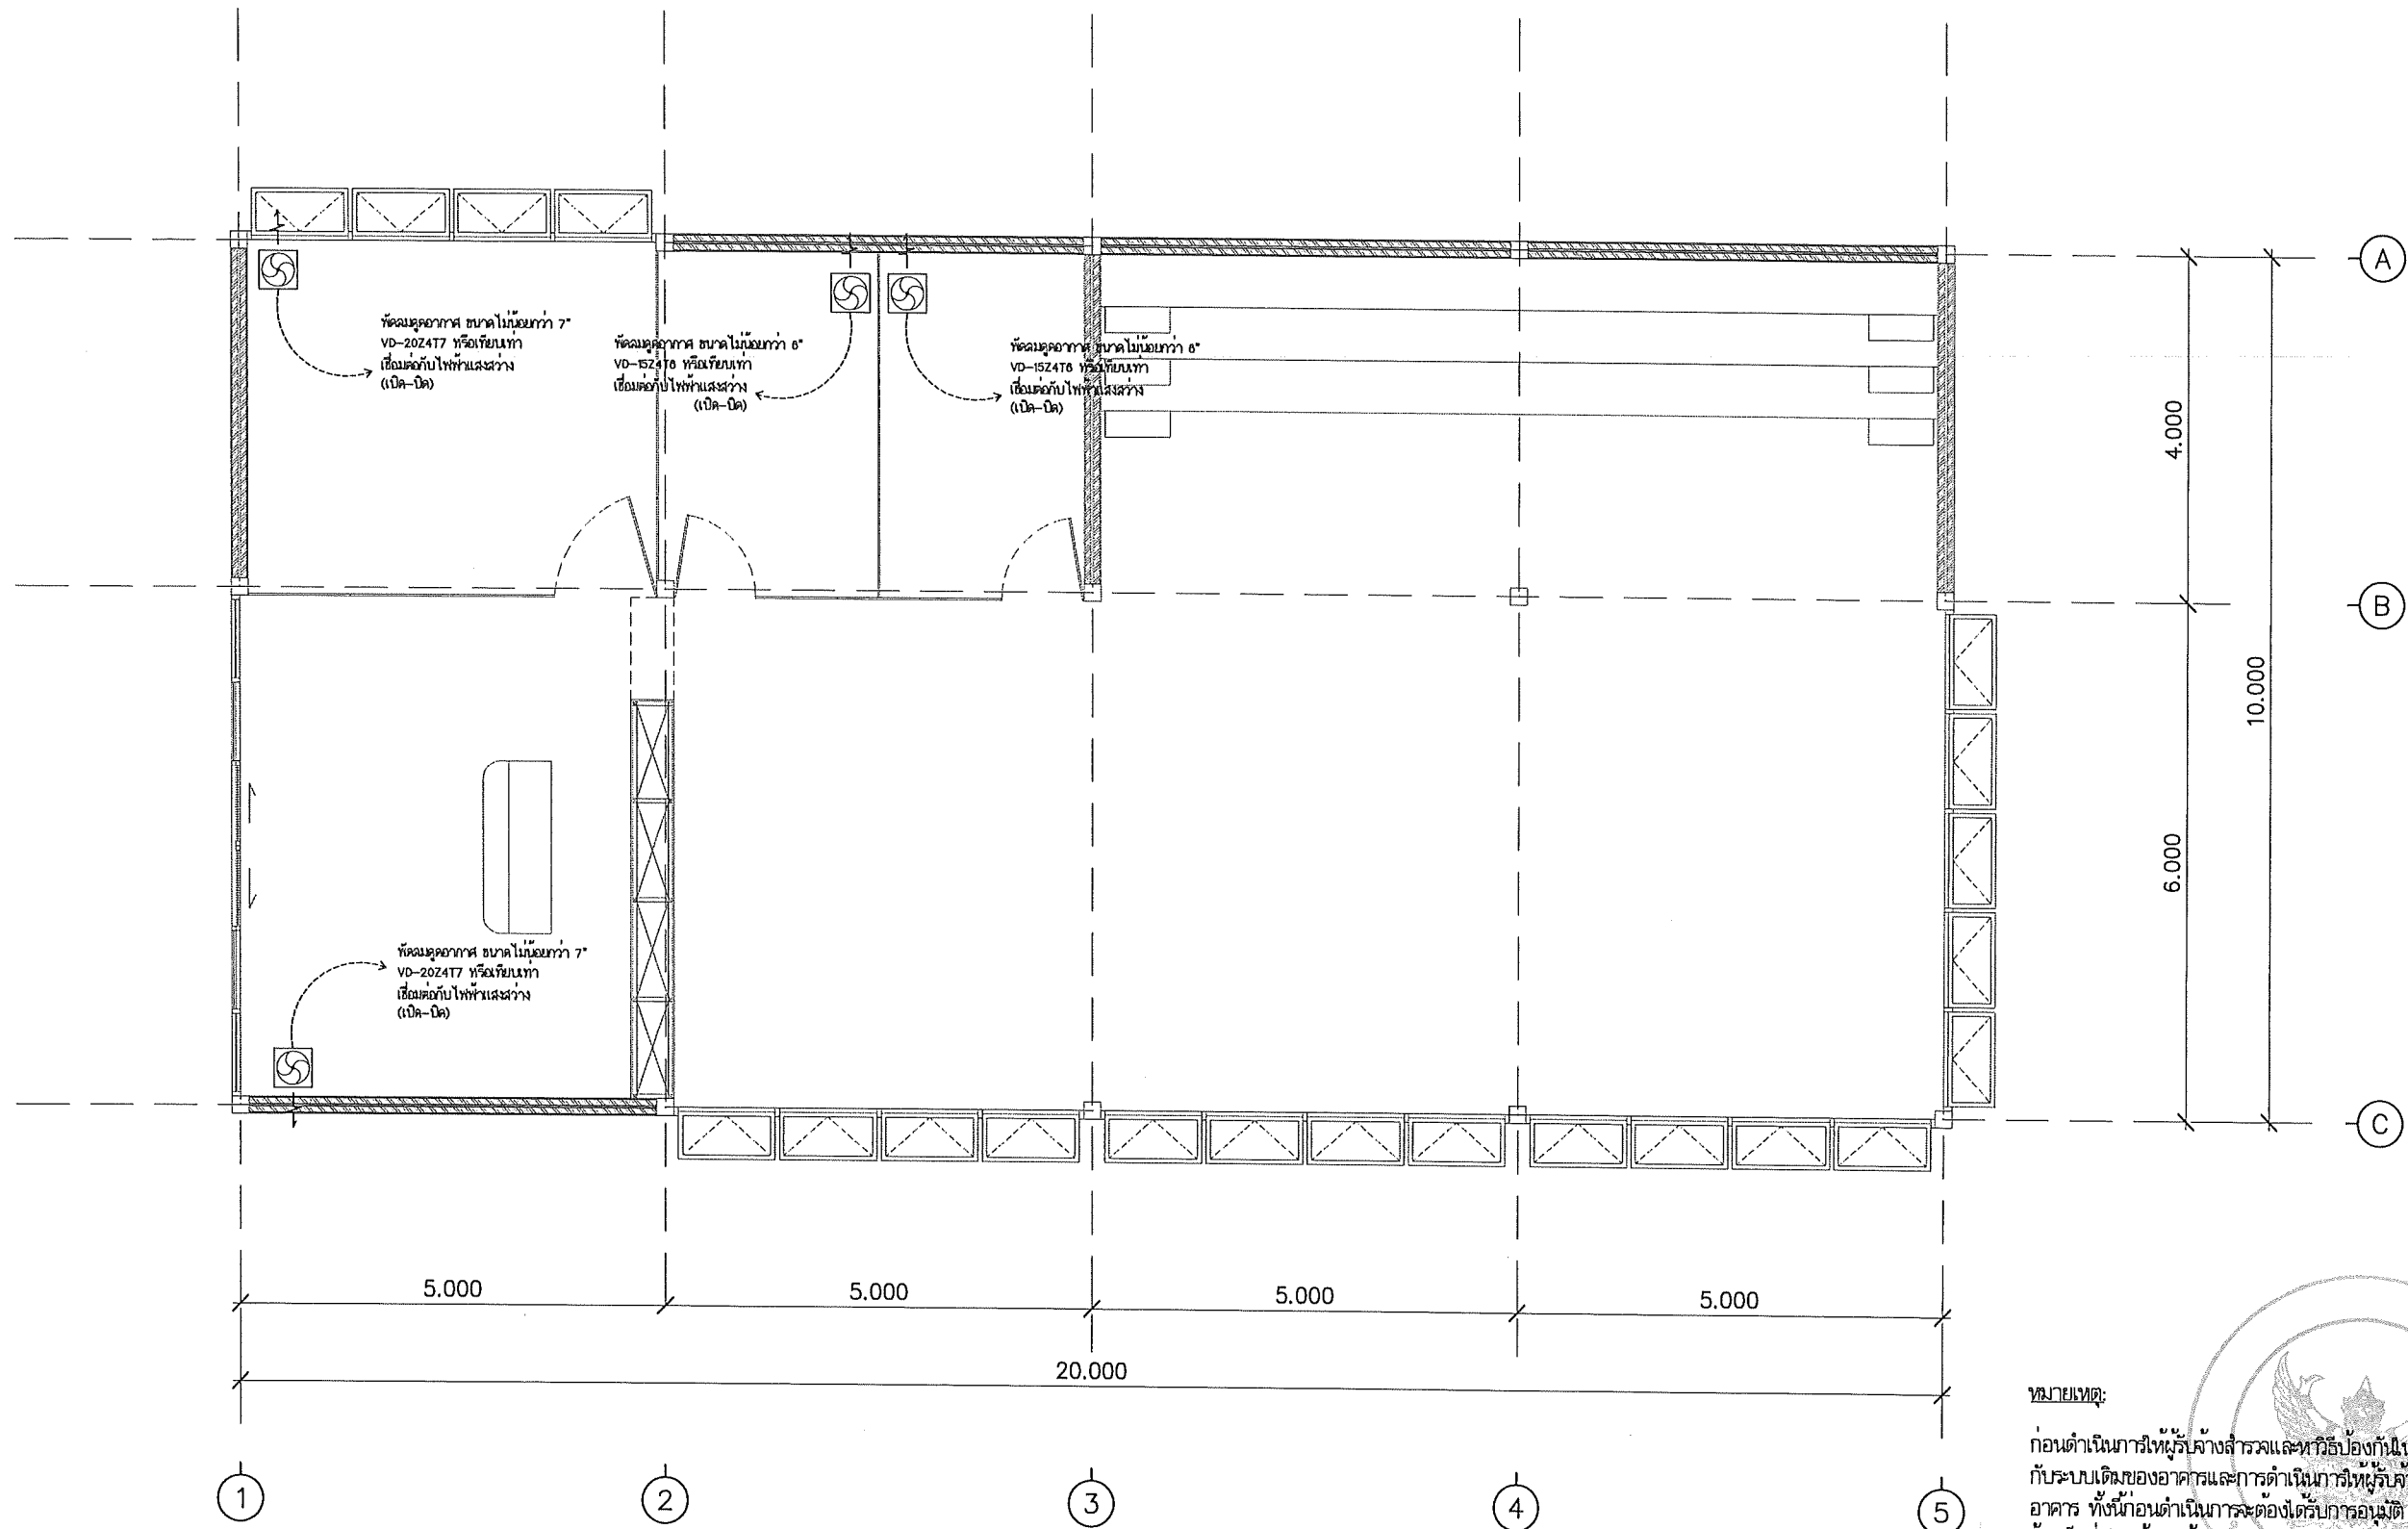 พัดลมดูดอากาศ ขนาดไม่น้อยกว่า 7"
VD-20Z4T7 หรือเทียบเท่า
เชื่อมต่อกับไฟฟ้าแสงสว่าง
(เปิด-ปิด)
พัดลมดูดอากาศ ขนาดไม่น้อยกว่า 6"
VD-15Z4T6 หรือเทียบเท่า
เชื่อมต่อกับไฟฟ้าแสงสว่าง
(เปิด-ปิด)
พัดลมดูดอากาศ ขนาดไม่น้อยกว่า 6"
VD-15Z4T6 หรือเทียบเท่า
เชื่อมต่อกับไฟฟ้าแสงสว่าง
(เปิด-ปิด)
A
4.000
B
10.000
6.000
พัดลมดูดอากาศ ขนาดไม่น้อยกว่า 7"
VD-20Z4T7 หรือเทียบเท่า
เชื่อมต่อกับไฟฟ้าแสงสว่าง
(เปิด-ปิด)
C
5.000
5.000
5.000
5.000
20.000
1
2
3
4
5
หมายเหตุ:
ก่อนดำเนินการให้ผู้รับจ้างสำรวจและหาวิธีป้องกัน
กับระบบเดิมของอาคารและการดำเนินการให้ผู้รับจ้
อาคาร ทั้งนี้ก่อนดำเนินการจะต้องได้รับการอนุมัติ